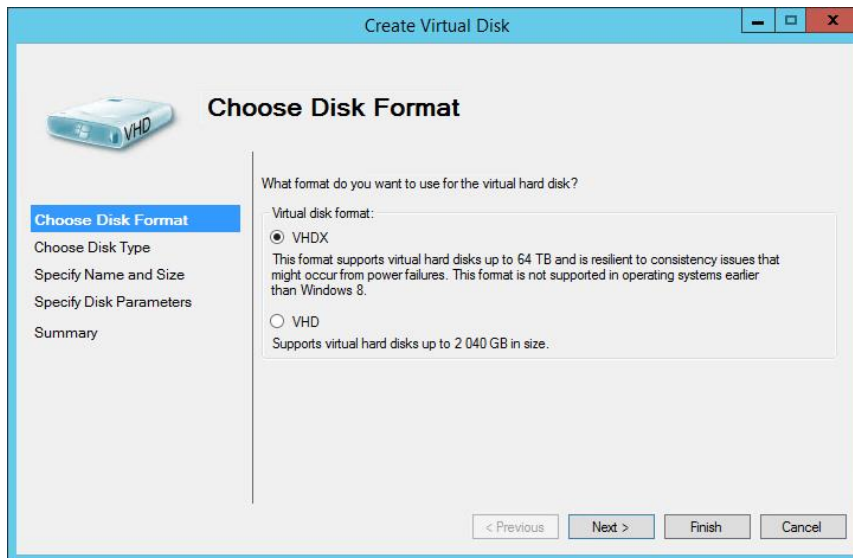 Create Virtual Disk
VHD
Choose Disk Format
Choose Disk Format
Choose Disk Type
Specify Name and Size
Specify Disk Parameters
Summary
What format do you want to use for the virtual hard disk?
Virtual disk format:
VHDX
This format supports virtual hard disks up to 64 TB and is resilient to consistency issues that
might occur from power failures. This format is not supported in operating systems earlier
than Windows 8.
VHD
Supports virtual hard disks up to 2 040 GB in size.
< Previous
Next >
Finish
Cancel